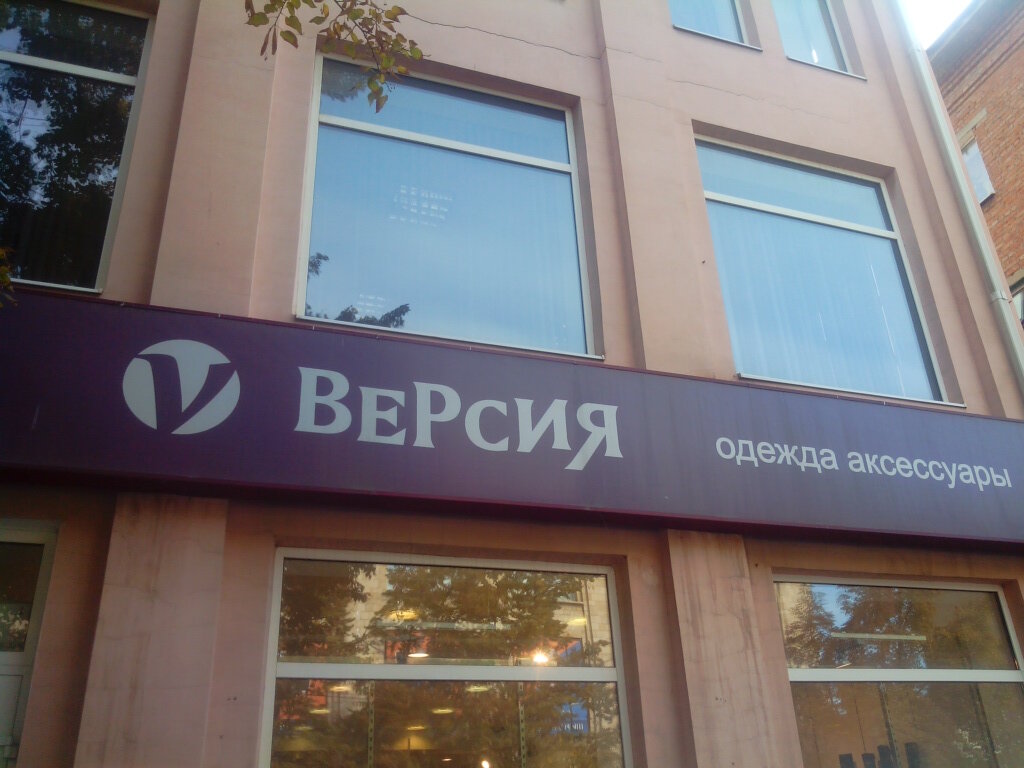 V ВеРсиЯ
одежда аксессуары